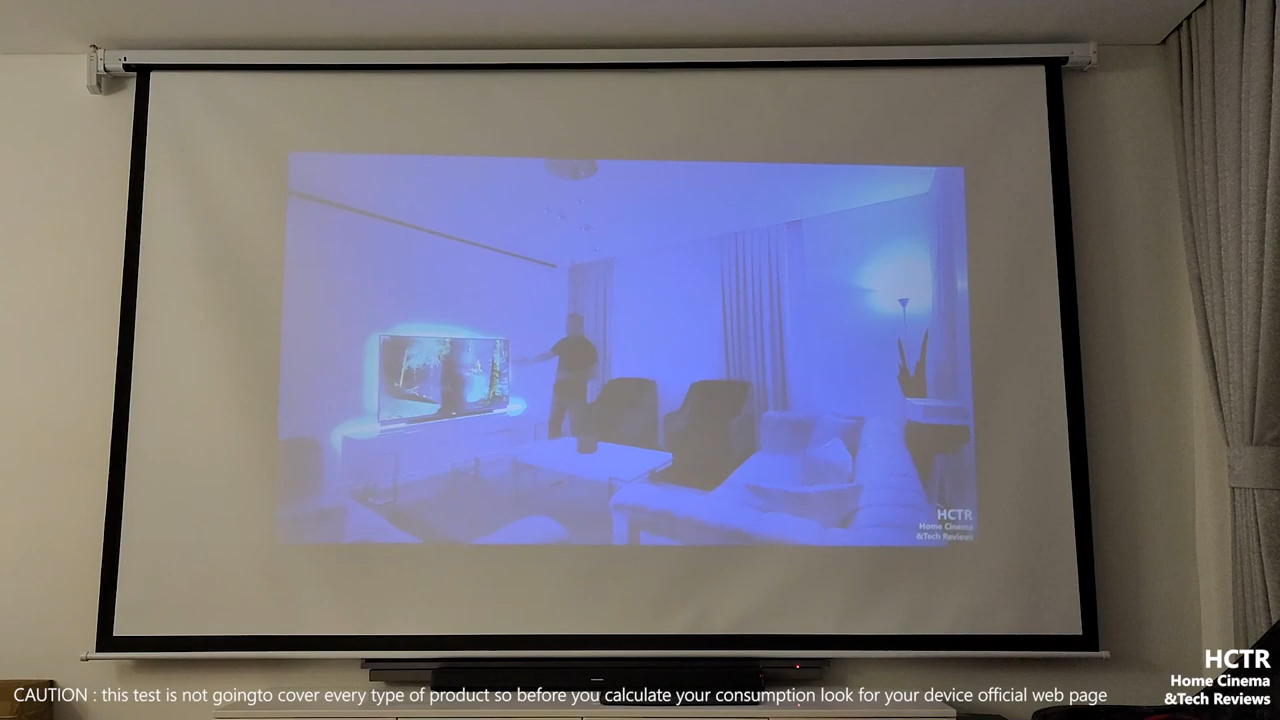 HCTR
Home Cinema
&Tech Reviews
HCTR
Home Cinema
&Tech Reviews
CAUTION : this test is not goingto cover every type of product so before you calculate your consumption look for your device official web page